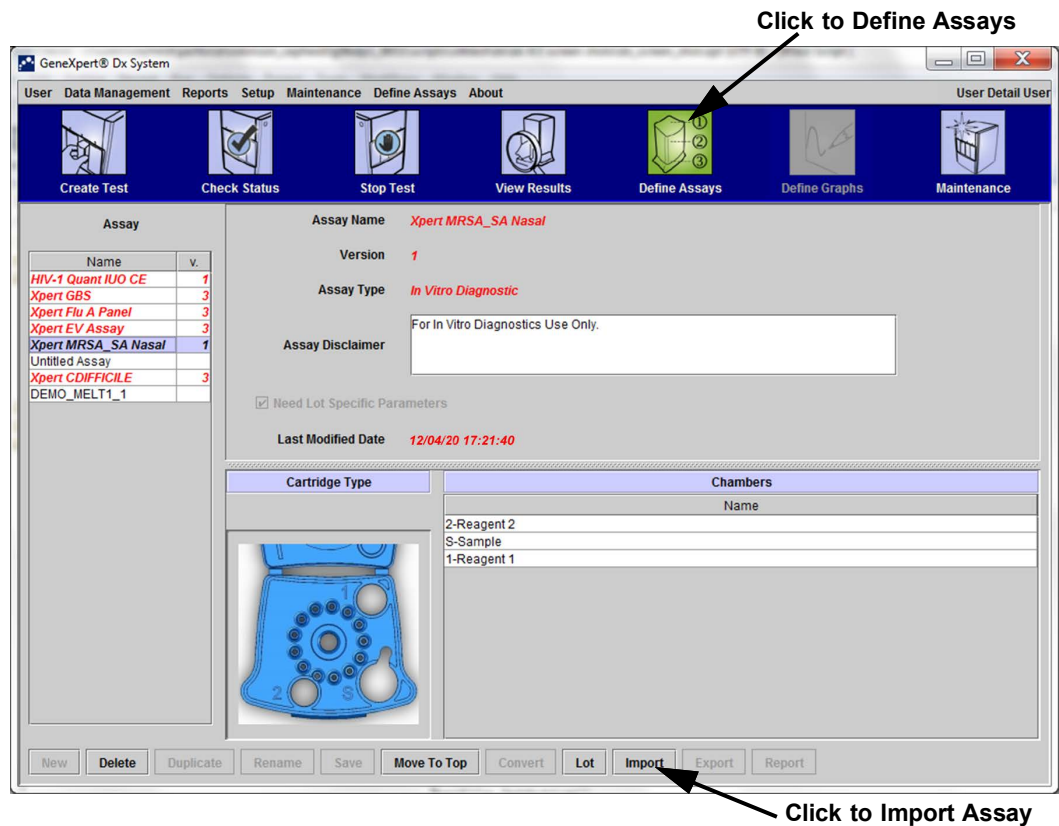 Click to Define Assays
GeneXpert® Dx System
User Data Management Reports Setup Maintenance Define Assays About User Detail User
1
2
3
Create Test Check Status Stop Test View Results Define Assays Define Graphs Maintenance
Assay
Name v.
HIV-1 Quant IUO CE 1
Xpert GBS 3
Xpert Flu A Panel 3
Xpert EV Assay 3
Xpert MRSA_SA Nasal 1
Untitled Assay
Xpert CDIFFICILE 3
DEMO_MELT1_1
Assay Name Xpert MRSA_SA Nasal
Version 1
Assay Type In Vitro Diagnostic
Assay Disclaimer For In Vitro Diagnostics Use Only.
Need Lot Specific Parameters
Last Modified Date 12/04/20 17:21:40
Cartridge Type
1
2 S
Chambers
Name
2-Reagent 2
S-Sample
1-Reagent 1
New Delete Duplicate Rename Save Move To Top Convert Lot Import Export Report
Click to Import Assay